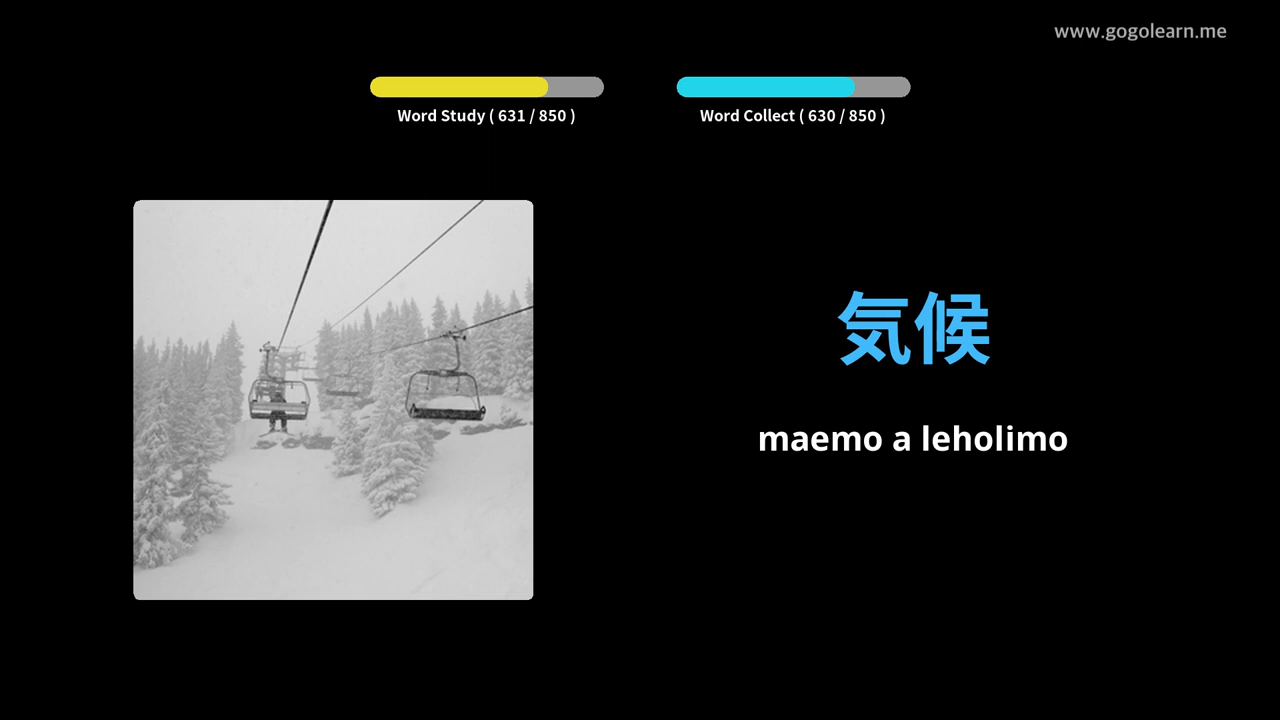 www.gogolearn.me
Word Study ( 631 / 850 )
Word Collect ( 630 / 850 )
気候
maemo a leholimo